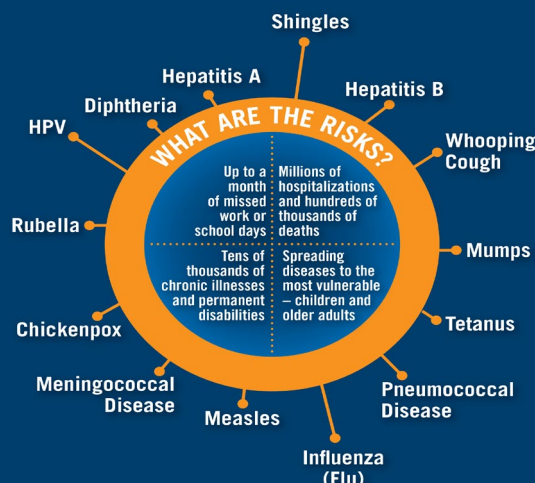 Shingles
Hepatitis A
Hepatitis B
Diphtheria
HPV
Whooping
Cough
Rubella
Mumps
Chickenpox
Tetanus
Meningococcal
Disease
Pneumococcal
Disease
Measles
Influenza
(Flu)
WHAT ARE THE RISKS?
Up to a
month
of missed
work or
school days
Millions of
hospitalizations
and hundreds of
thousands of
deaths
Tens of
thousands of
chronic illnesses
and permanent
disabilities
Spreading
diseases to the
most vulnerable
– children and
older adults